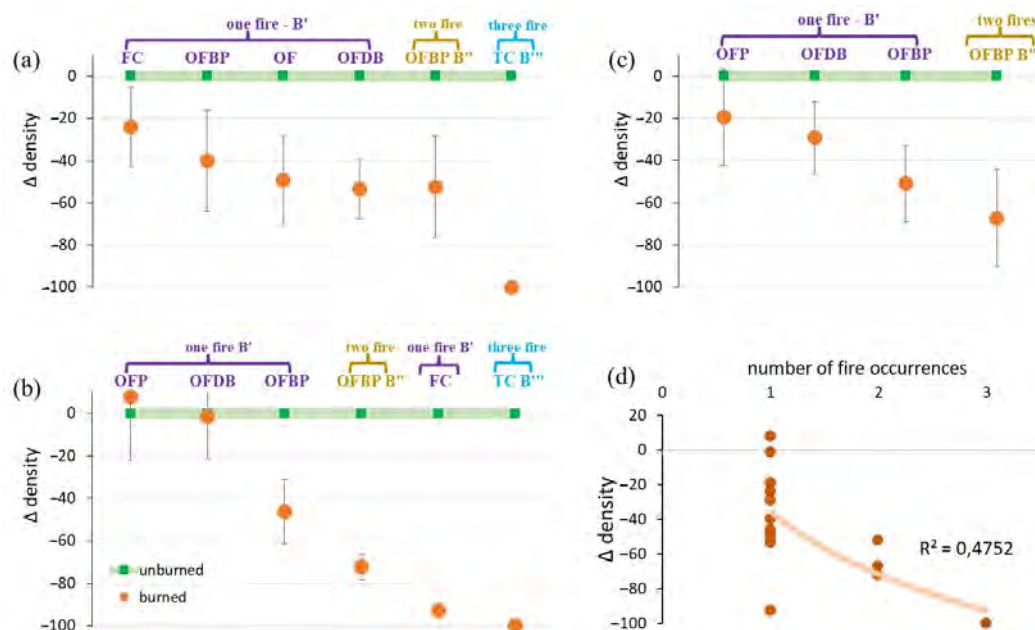 (a)
one fire - B'
two fire
three fire
FC OFBP OF OFDB OFBP B'' TC B'''
0
−20
−40
−60
−80
−100
Δ density
(c)
one fire - B'
two fires
OFP OFDB OFBP OFBP B''
0
−20
−40
−60
−80
−100
Δ density
(b)
one fire B'
two fire
one fire B'
three fire
OFP OFDB OFBP OFBP B'' FC TC B'''
0
−20
−40
−60
−80
−100
Δ density
unburned
burned
(d)
number of fire occurrences
0 1 2 3
20
0
−20
−40
−60
−80
−100
Δ density
R² = 0,4752